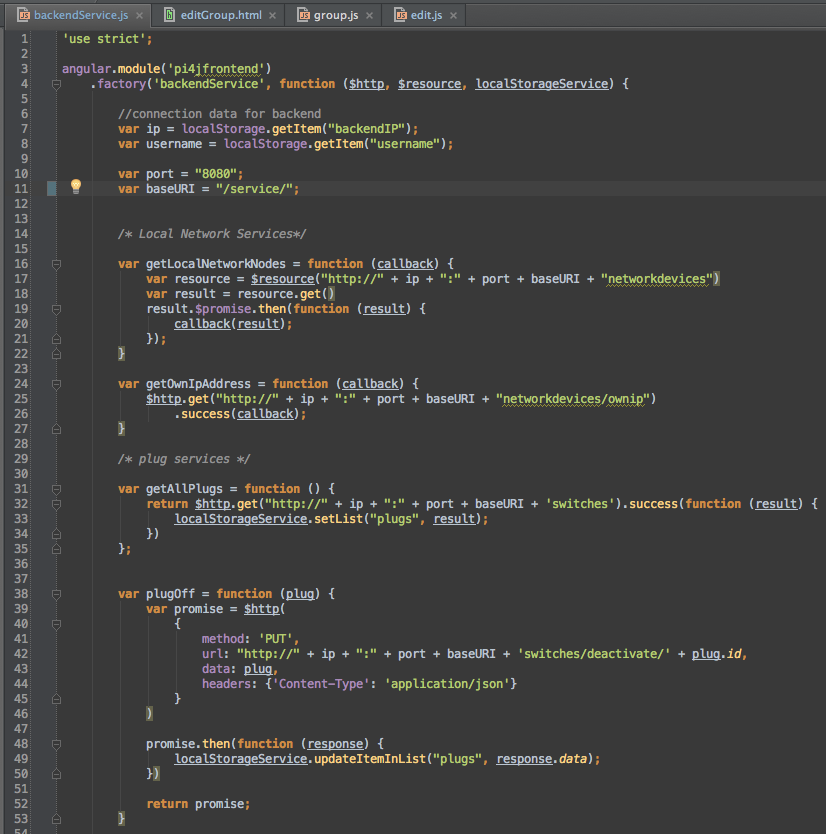 backendService.js × editGroup.html × group.js × edit.js ×
1 'use strict';
2
3 angular.module('pi4jfrontend')
4     .factory('backendService', function ($http, $resource, localStorageService) {
5
6         //connection data for backend
7         var ip = localStorage.getItem("backendIP");
8         var username = localStorage.getItem("username");
9
10         var port = "8080";
11         var baseURI = "/service/";
12
13
14         /* Local Network Services*/
15
16         var getLocalNetworkNodes = function (callback) {
17             var resource = $resource("http://" + ip + ":" + port + baseURI + "networkdevices")
18             var result = resource.get()
19             result.$promise.then(function (result) {
20                 callback(result);
21             });
22         }
23
24         var getOwnIpAddress = function (callback) {
25             $http.get("http://" + ip + ":" + port + baseURI + "networkdevices/ownip")
26                 .success(callback);
27         }
28
29         /* plug services */
30
31         var getAllPlugs = function () {
32             return $http.get("http://" + ip + ":" + port + baseURI + 'switches').success(function (result) {
33                 localStorageService.setList("plugs", result);
34             })
35         };
36
37
38         var plugOff = function (plug) {
39             var promise = $http(
40                 {
41                     method: 'PUT',
42                     url: "http://" + ip + ":" + port + baseURI + 'switches/deactivate/' + plug.id,
43                     data: plug,
44                     headers: {'Content-Type': 'application/json'}
45                 }
46             )
47
48             promise.then(function (response) {
49                 localStorageService.updateItemInList("plugs", response.data);
50             })
51
52             return promise;
53         }
54